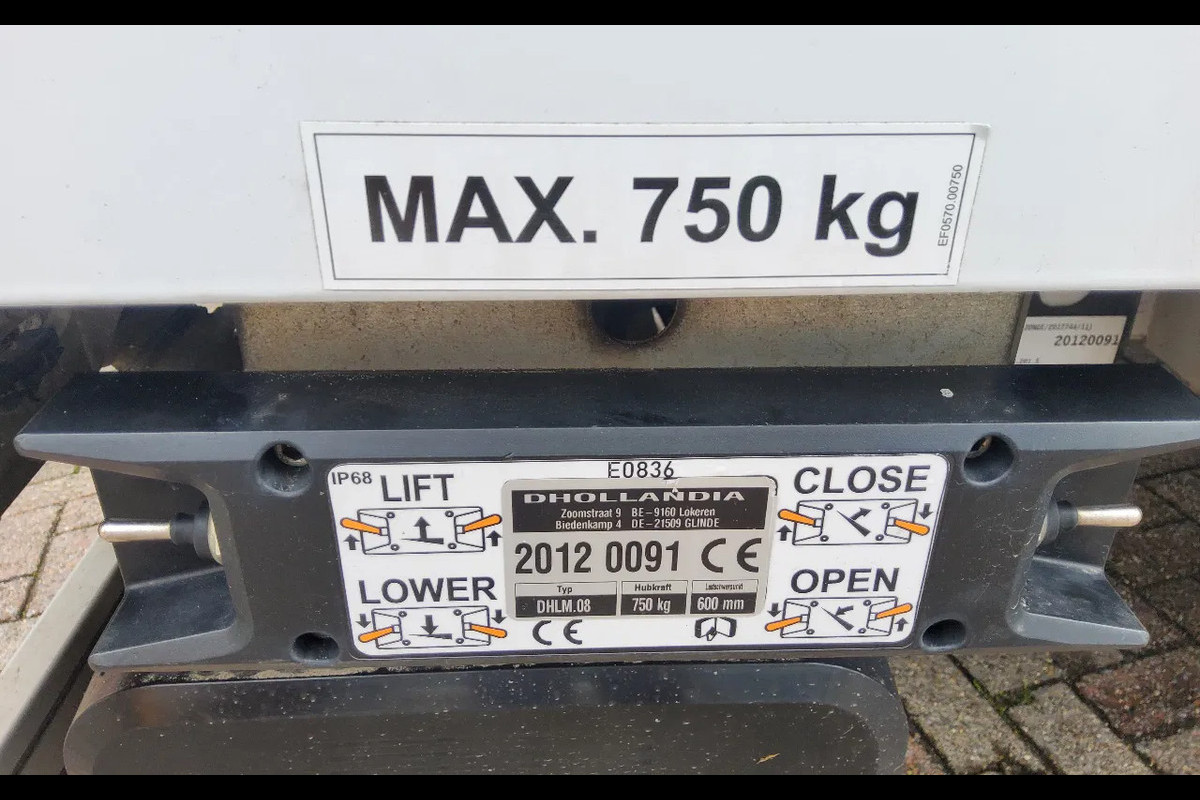 MAX. 750 kg
EF0570.00750
20120091
E0836
IP68
LIFT
LOWER
DHOLLANDIA
Zoomstraat 9 BE-9160 Lokeren
Biedenkamp 4 DE-21509 GLINDE
2012 0091 CE
Typ Hubkraft
DHLM.08 750 kg 600 mm
CE
CLOSE
OPEN